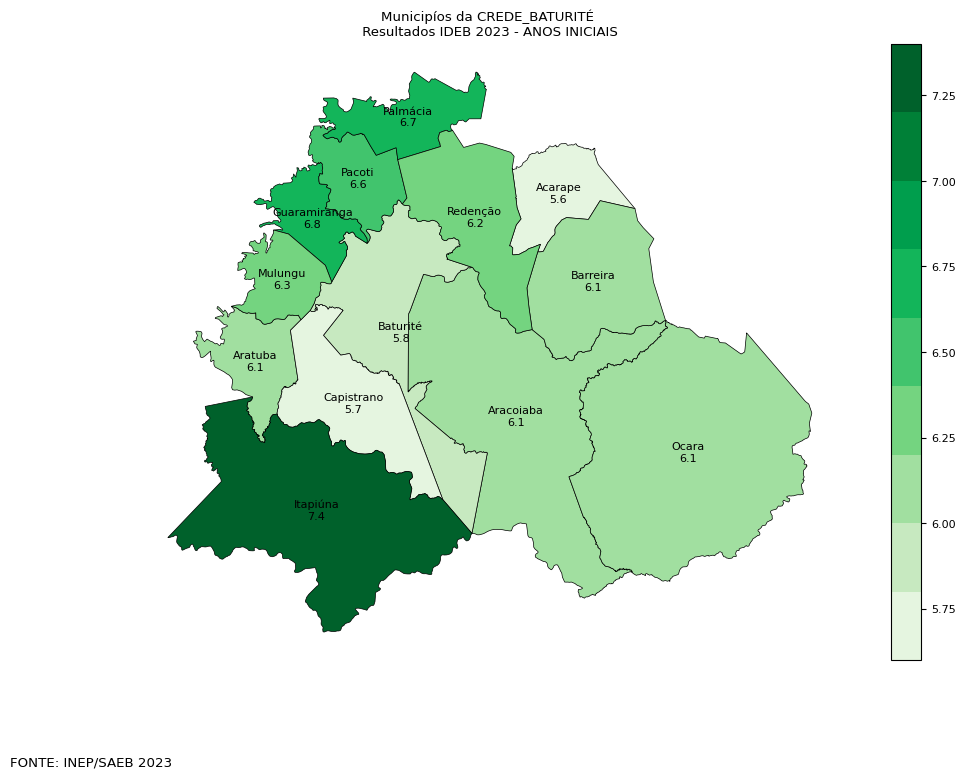 Municipíos da CREDE_BATURITÉ
Resultados IDEB 2023 - ANOS INICIAIS
Palmácia
6.7
Pacoti
6.6
Acarape
5.6
Guaramiranga
6.8
Redenção
6.2
Mulungu
6.3
Barreira
6.1
Baturité
5.8
Aratuba
6.1
Capistrano
5.7
Aracoiaba
6.1
Ocara
6.1
Itapiúna
7.4
7.25
7.00
6.75
6.50
6.25
6.00
5.75
FONTE: INEP/SAEB 2023